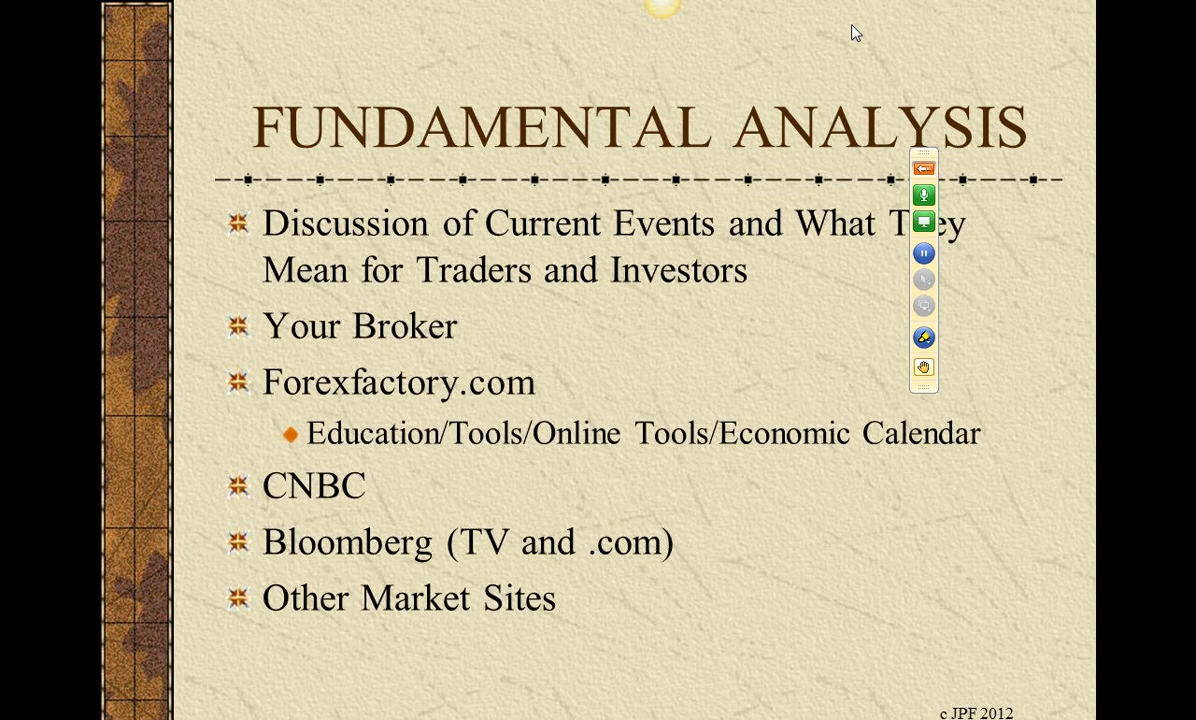 FUNDAMENTAL ANALYSIS
Discussion of Current Events and What They
Mean for Traders and Investors
Your Broker
Forexfactory.com
Education/Tools/Online Tools/Economic Calendar
CNBC
Bloomberg (TV and .com)
Other Market Sites
c JPF 2012